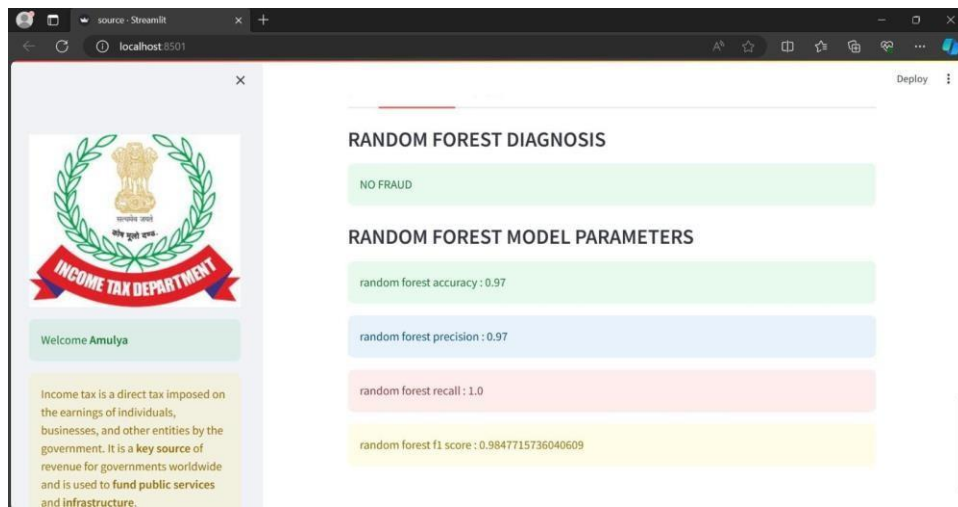 source · Streamlit
localhost:8501
Deploy
सत्यमेव जयते
कोष मूलो दण्डः
INCOME TAX DEPARTMENT
Welcome Amulya
Income tax is a direct tax imposed on
the earnings of individuals,
businesses, and other entities by the
government. It is a key source of
revenue for governments worldwide
and is used to fund public services
and infrastructure.
RANDOM FOREST DIAGNOSIS
NO FRAUD
RANDOM FOREST MODEL PARAMETERS
random forest accuracy : 0.97
random forest precision : 0.97
random forest recall : 1.0
random forest f1 score : 0.9847715736040609